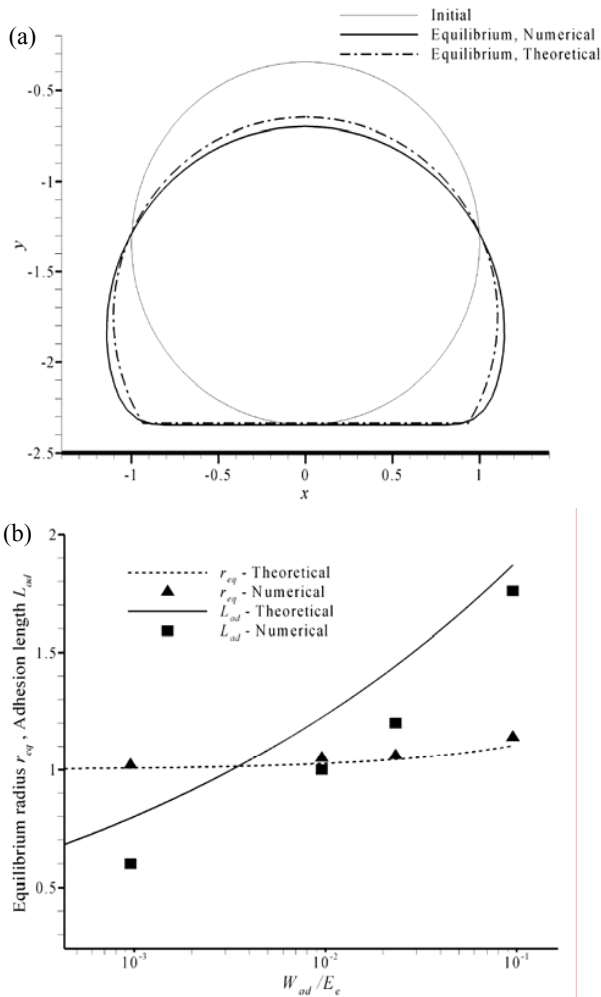 (a)
Initial
Equilibrium, Numerical
Equilibrium, Theoretical
-0.5
-1
-1.5
-2
-2.5
y
-1
-0.5
0
0.5
1
x
(b)
2
1.5
1
0.5
Equilibrium radius r_eq , Adhesion length L_ad
r_eq - Theoretical
r_eq - Numerical
L_ad - Theoretical
L_ad - Numerical
10^-3
10^-2
10^-1
W_ad /E_e